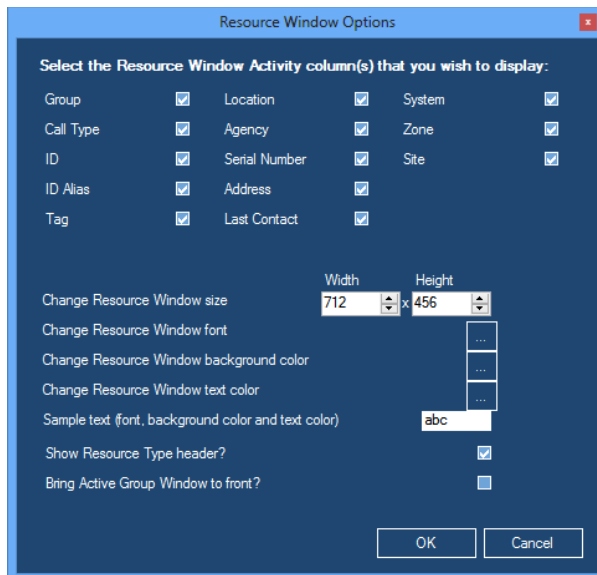 Resource Window Options
x
Select the Resource Window Activity column(s) that you wish to display:
Group Location System
Call Type Agency Zone
ID Serial Number Site
ID Alias Address
Tag Last Contact
Width Height
Change Resource Window size 712 x 456
Change Resource Window font ...
Change Resource Window background color ...
Change Resource Window text color ...
Sample text (font, background color and text color) abc
Show Resource Type header?
Bring Active Group Window to front?
OK Cancel